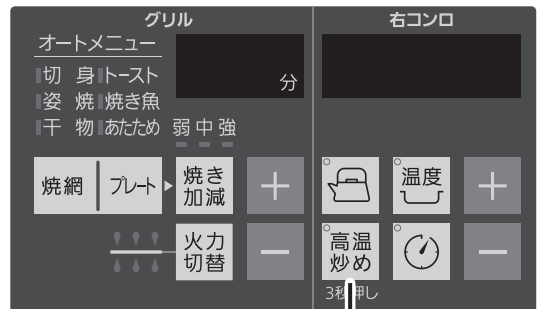 グリル
オートメニュー
切身 トースト
姿焼 焼き魚
干物 あたため
分
弱 中 強
焼網 プレート
焼き加減
+
火力切替
−
右コンロ
温度
+
高温炒め
−
3秒押し